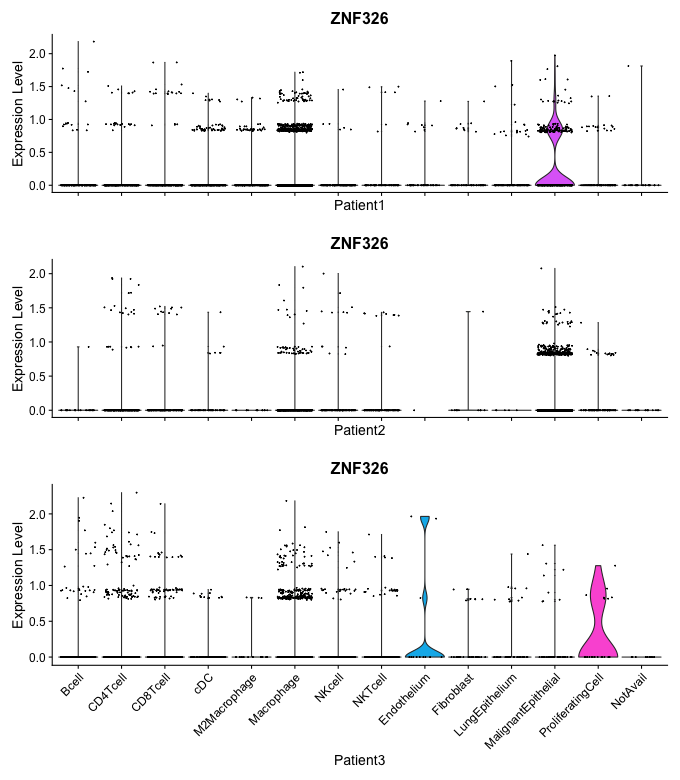 ZNF326
Expression Level
2.0
1.5
1.0
0.5
0.0
Patient1
ZNF326
Expression Level
2.0
1.5
1.0
0.5
0.0
Patient2
ZNF326
Expression Level
2.0
1.5
1.0
0.5
0.0
Bcell
CD4Tcell
CD8Tcell
cDC
M2Macrophage
Macrophage
NKcell
NKTcell
Endothelium
Fibroblast
LungEpithelium
MalignantEpithelial
ProliferatingCell
NotAvail
Patient3